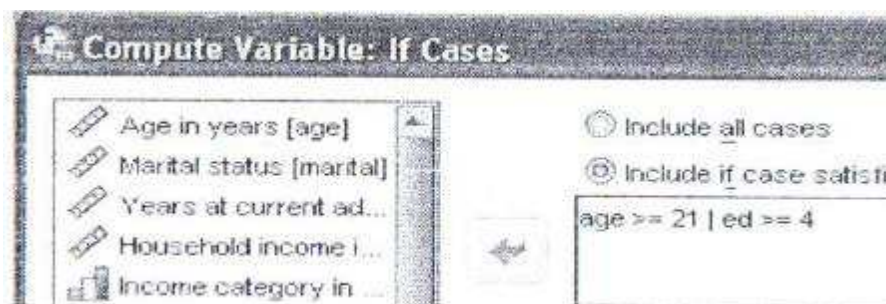 Compute Variable: If Cases
Age in years [age]
Marital status [marital]
Years at current ad...
Household income i...
Income category in ...
Include all cases
Include if case satisfi
age >= 21 | ed >= 4